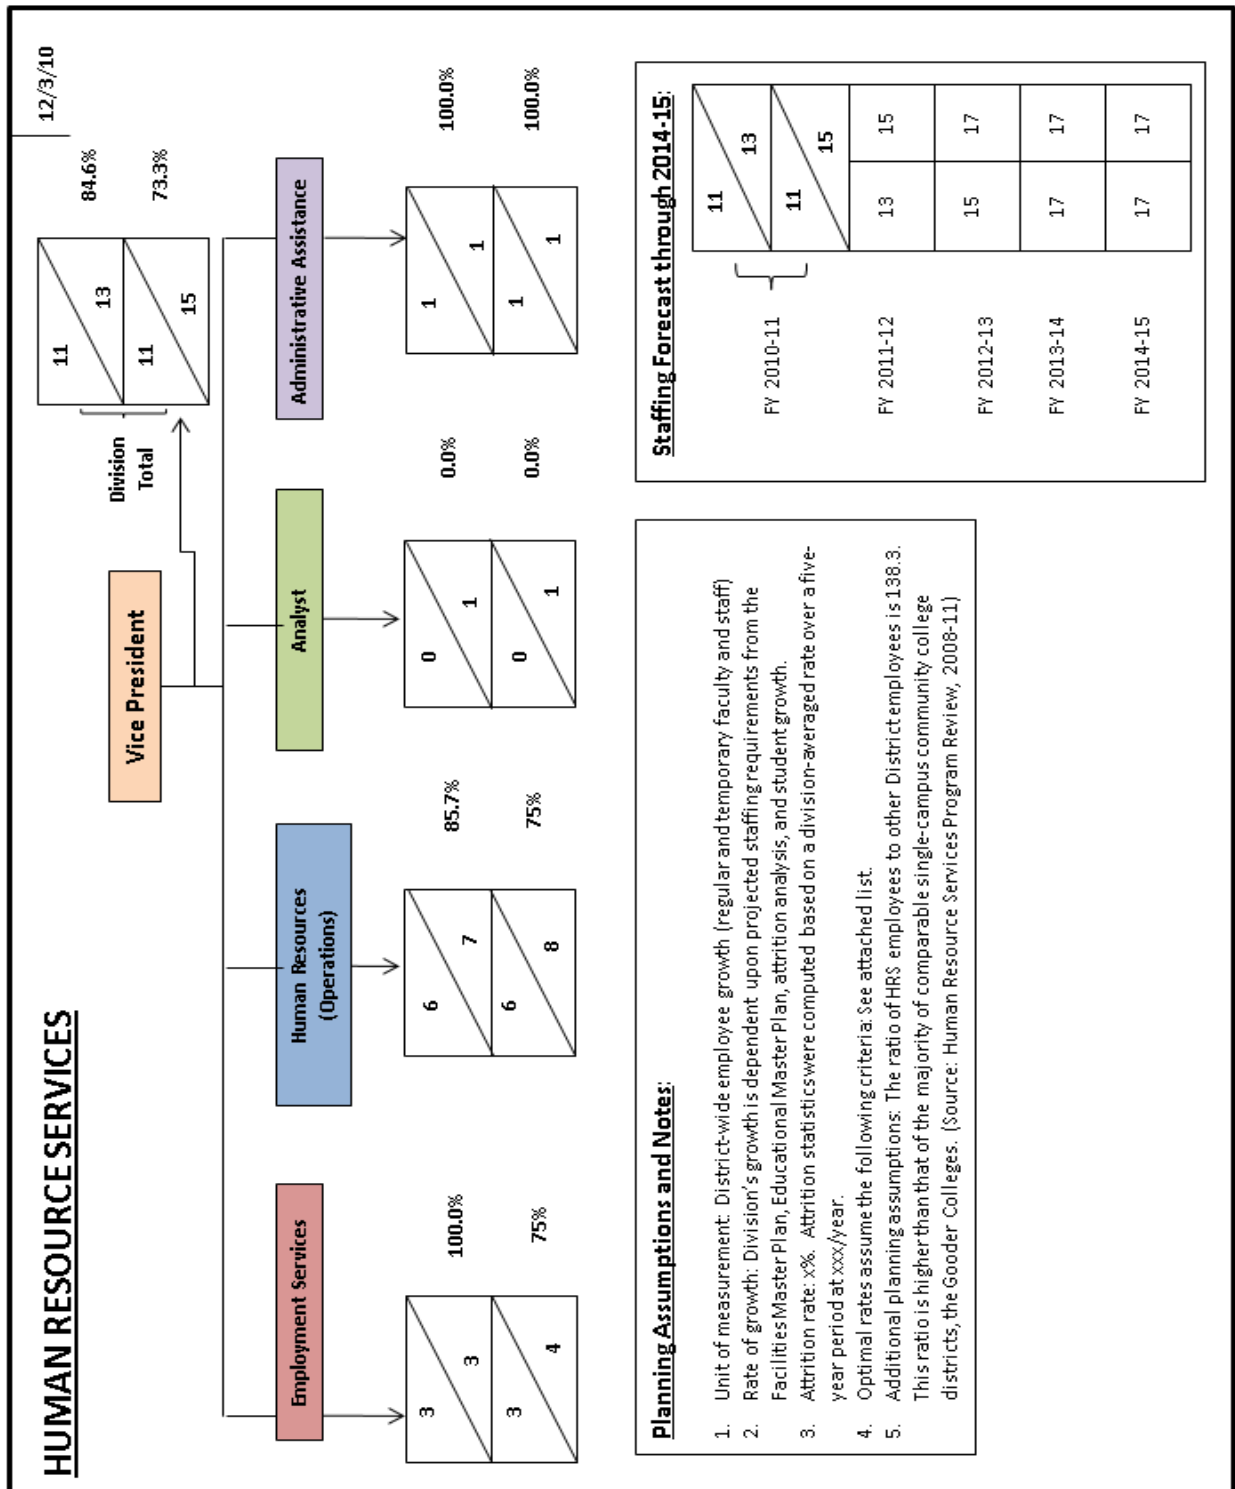 HUMAN RESOURCE SERVICES
12/3/10
Vice President
Division
Total
11
13
84.6%
11
15
73.3%
Employment Services
Human Resources
(Operations)
Analyst
Administrative Assistance
3
3
100.0%
3
4
75%
6
7
85.7%
6
8
75%
0
1
0.0%
0
1
0.0%
1
1
100.0%
1
1
100.0%
Planning Assumptions and Notes:
1. Unit of measurement: District-wide employee growth (regular and temporary faculty and staff)
2. Rate of growth: Division's growth is dependent upon projected staffing requirements from the
Facilities Master Plan, Educational Master Plan, attrition analysis, and student growth.
3. Attrition rate: x%. Attrition statistics were computed based on a division-averaged rate over a five-
year period at xxx/year.
4. Optimal rates assume the following criteria: See attached list.
5. Additional planning assumptions: The ratio of HRS employees to other District employees is 138.3.
This ratio is higher than that of the majority of comparable single-campus community college
districts, the Gooder Colleges. (Source: Human Resource Services Program Review, 2008-11)
Staffing Forecast through 2014-15:
FY 2010-11
11
13
11
15
FY 2011-12 13 15
FY 2012-13 15 17
FY 2013-14 17 17
FY 2014-15 17 17